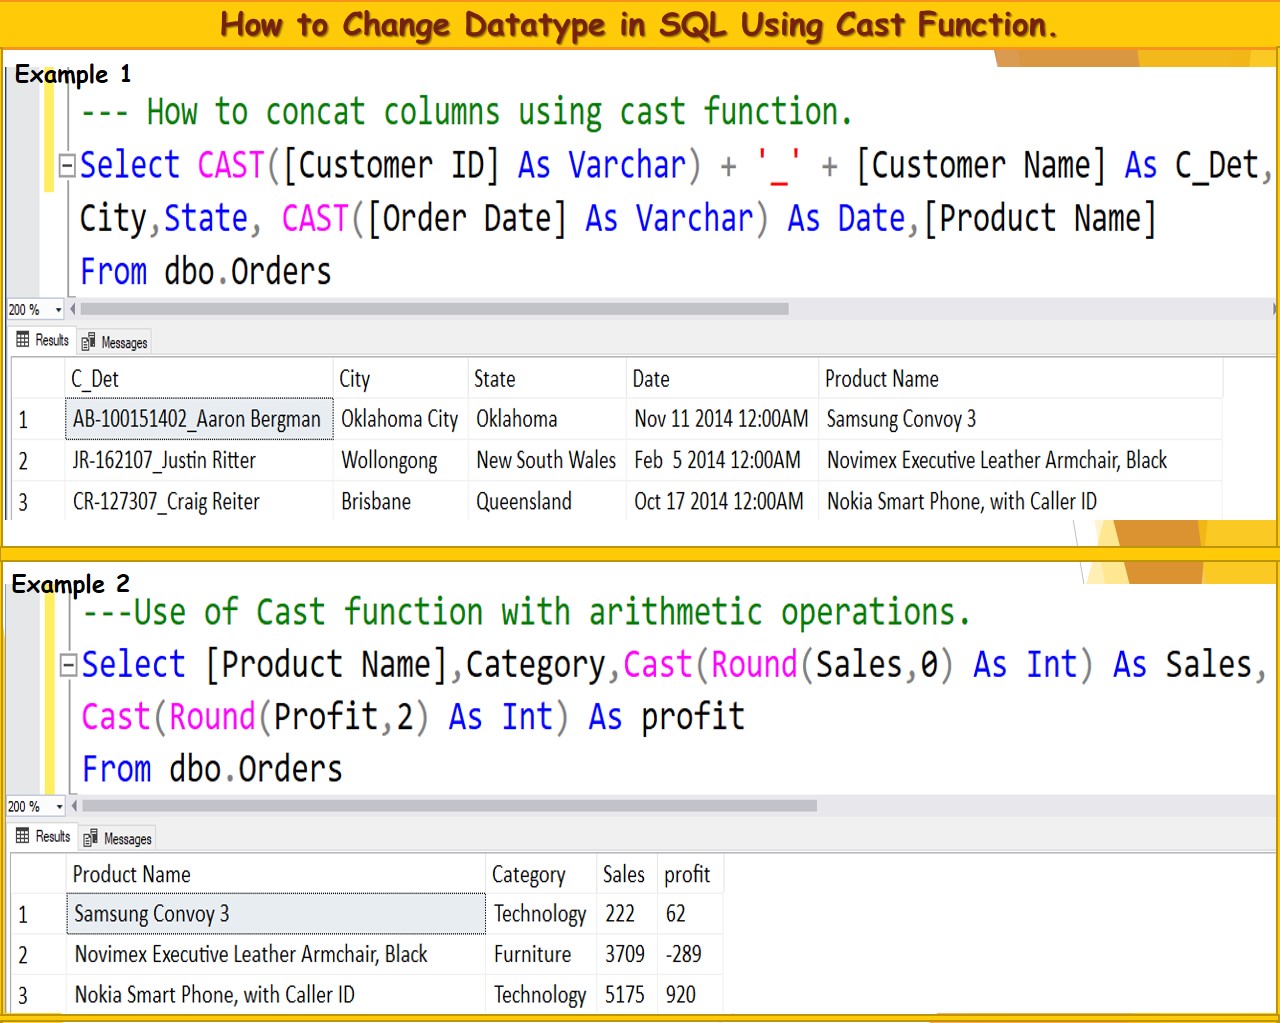 How to Change Datatype in SQL Using Cast Function.
Example 1
--- How to concat columns using cast function.
Select CAST([Customer ID] As Varchar) + '_' + [Customer Name] As C_Det,
City,State, CAST([Order Date] As Varchar) As Date,[Product Name]
From dbo.Orders
200 %
Results Messages
C_Det City State Date Product Name
1 AB-100151402_Aaron Bergman Oklahoma City Oklahoma Nov 11 2014 12:00AM Samsung Convoy 3
2 JR-162107_Justin Ritter Wollongong New South Wales Feb  5 2014 12:00AM Novimex Executive Leather Armchair, Black
3 CR-127307_Craig Reiter Brisbane Queensland Oct 17 2014 12:00AM Nokia Smart Phone, with Caller ID
Example 2
---Use of Cast function with arithmetic operations.
Select [Product Name],Category,Cast(Round(Sales,0) As Int) As Sales,
Cast(Round(Profit,2) As Int) As profit
From dbo.Orders
200 %
Results Messages
Product Name Category Sales profit
1 Samsung Convoy 3 Technology 222 62
2 Novimex Executive Leather Armchair, Black Furniture 3709 -289
3 Nokia Smart Phone, with Caller ID Technology 5175 920